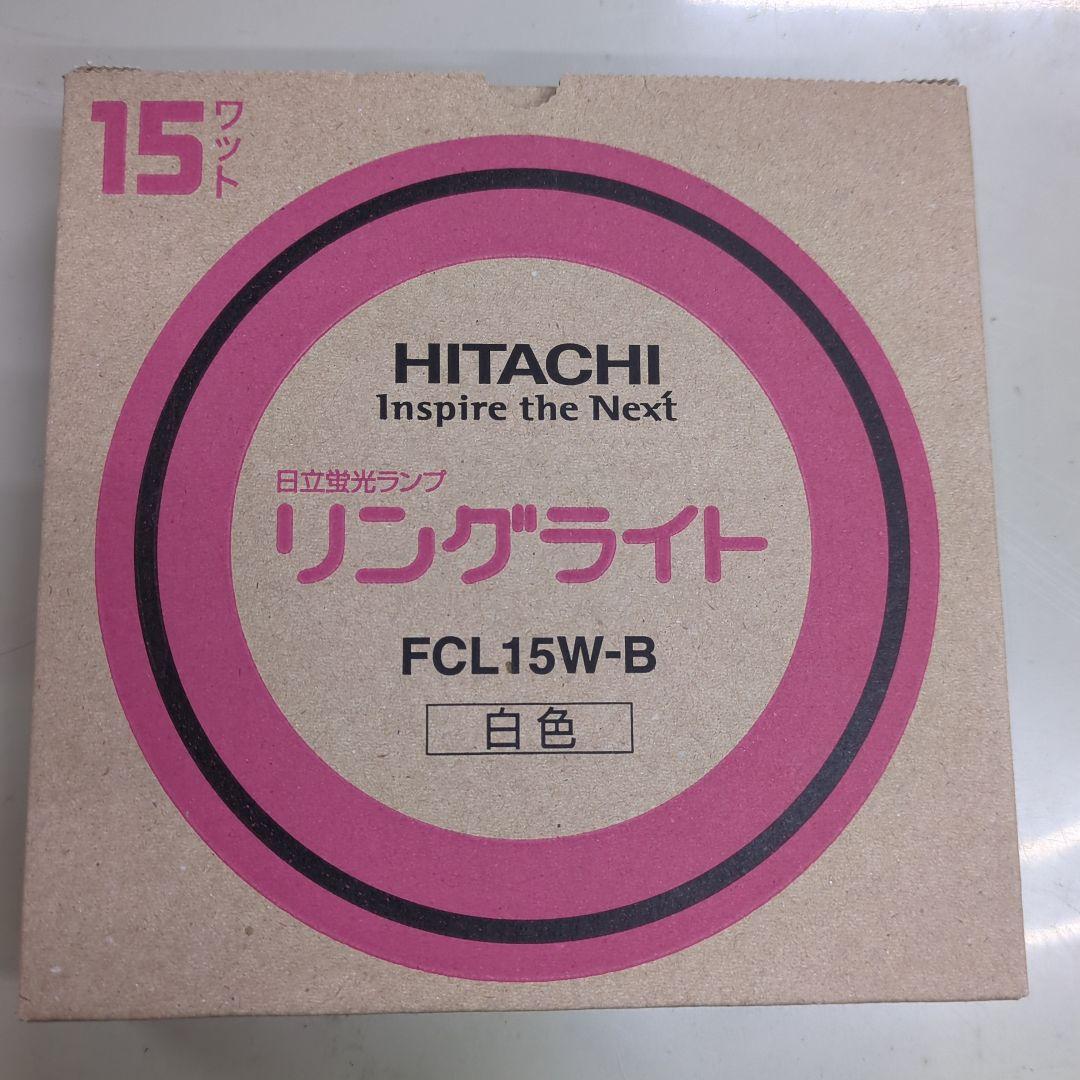 15ワット
HITACHI
Inspire the Next
日立蛍光ランプ
リングライト
FCL15W-B
白色